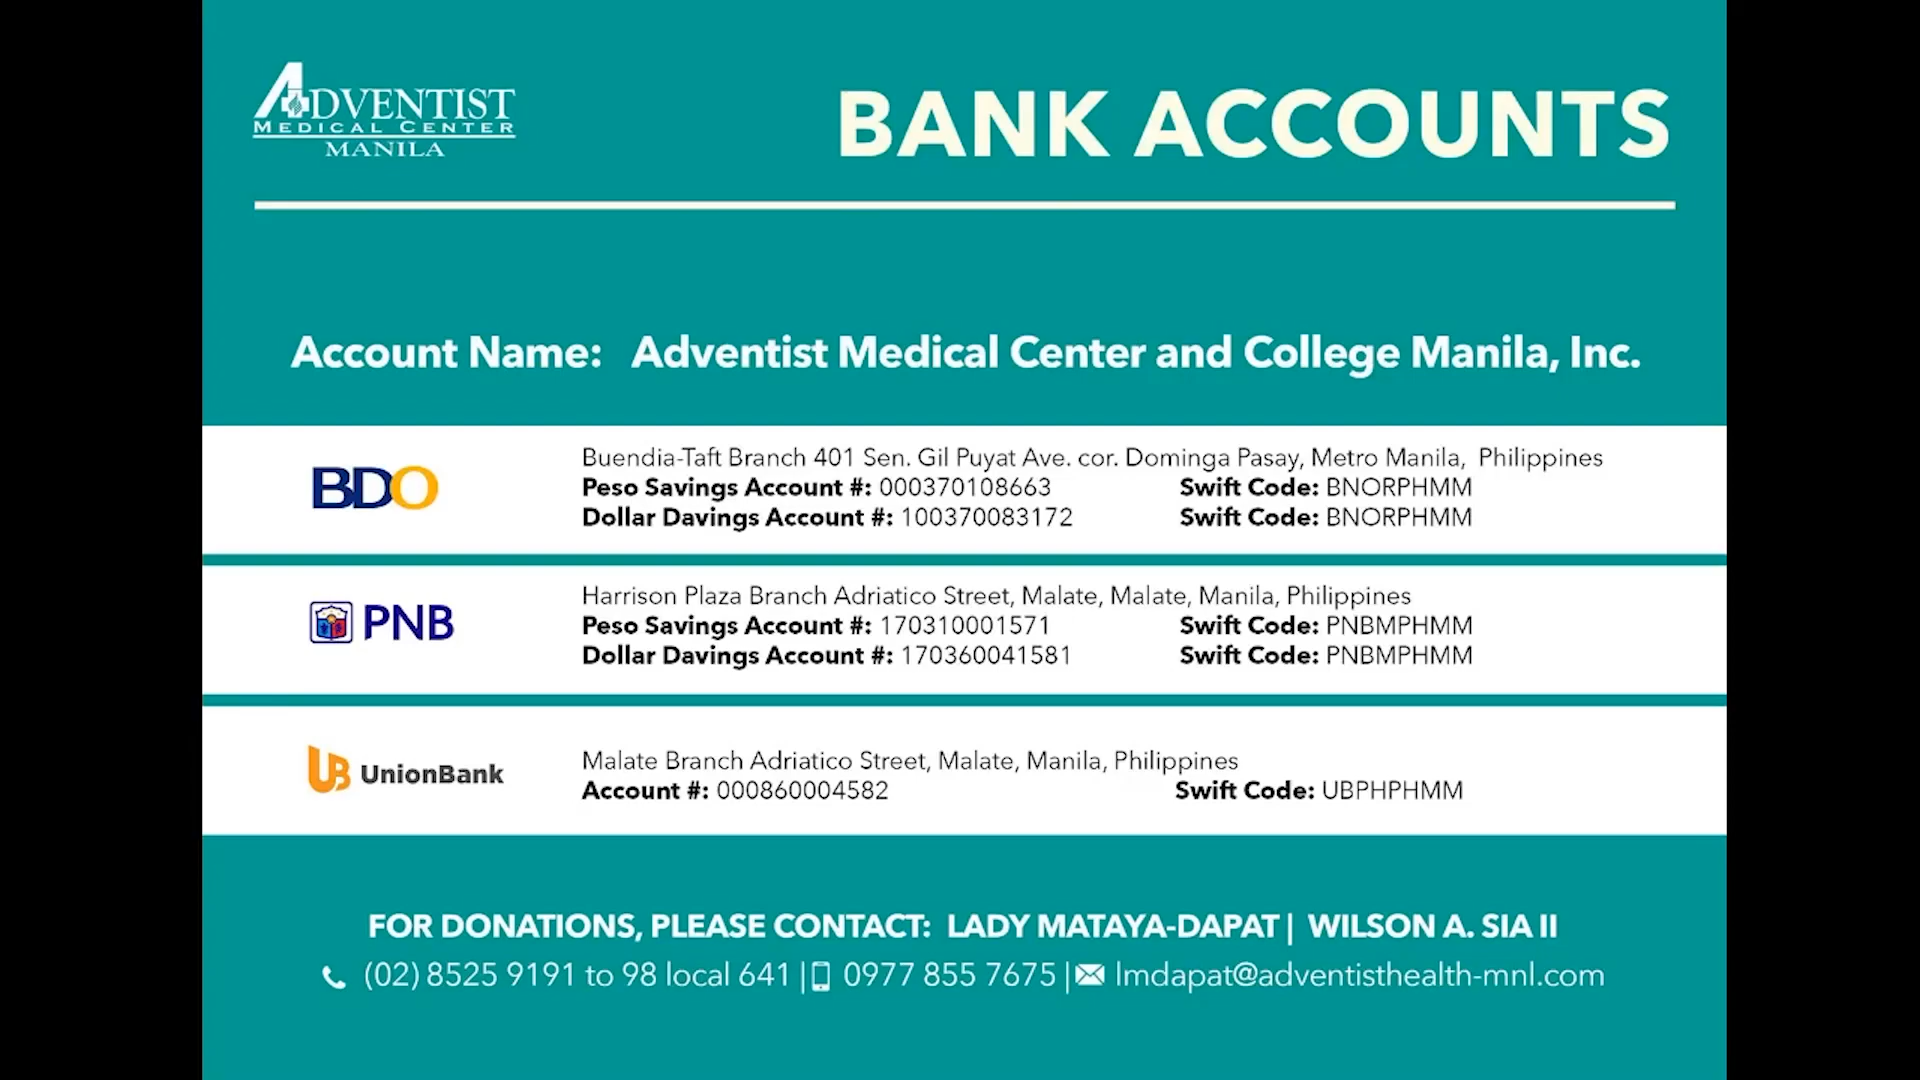 ADVENTIST
MEDICAL CENTER
MANILA
BANK ACCOUNTS
Account Name: Adventist Medical Center and College Manila, Inc.
BDO
Buendia-Taft Branch 401 Sen. Gil Puyat Ave. cor. Dominga Pasay, Metro Manila, Philippines
Peso Savings Account #: 000370108663 Swift Code: BNORPHMM
Dollar Davings Account #: 100370083172 Swift Code: BNORPHMM
PNB
Harrison Plaza Branch Adriatico Street, Malate, Malate, Manila, Philippines
Peso Savings Account #: 170310001571 Swift Code: PNBMPHMM
Dollar Davings Account #: 170360041581 Swift Code: PNBMPHMM
UB UnionBank
Malate Branch Adriatico Street, Malate, Manila, Philippines
Account #: 000860004582 Swift Code: UBPHPHMM
FOR DONATIONS, PLEASE CONTACT: LADY MATAYA-DAPAT | WILSON A. SIA II
(02) 8525 9191 to 98 local 641 | 0977 855 7675 | lmdapat@adventisthealth-mnl.com